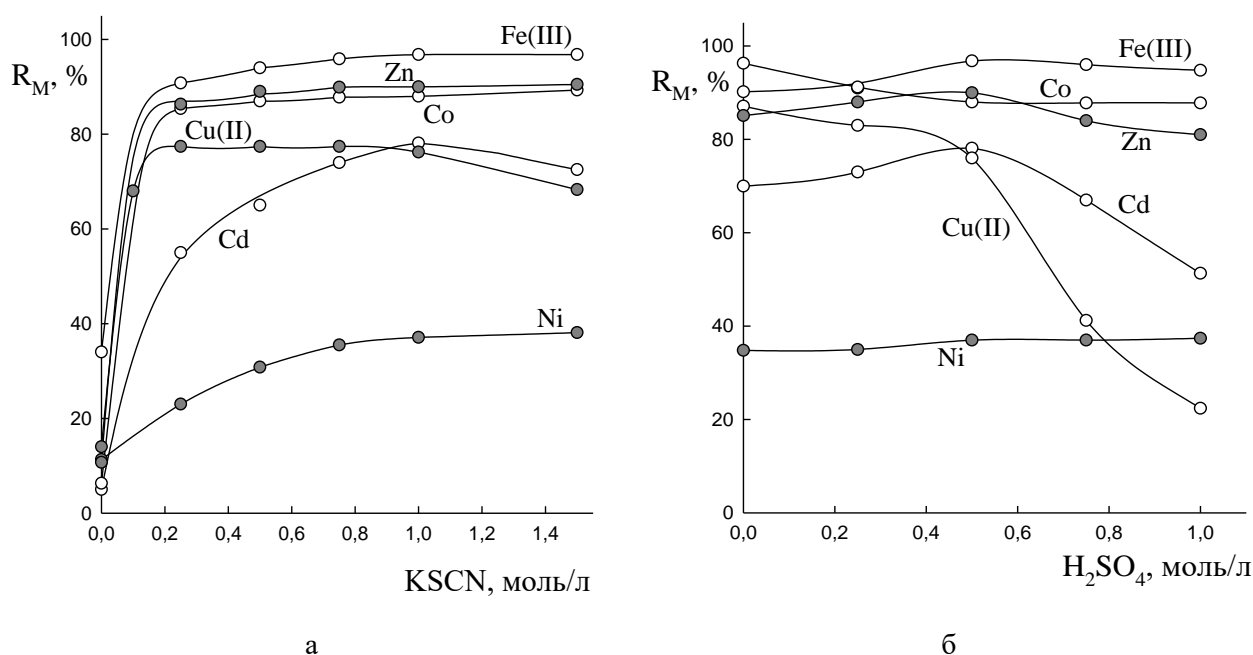 100
80
60
40
20
0
R_M, %
Fe(III)
Zn
Co
Cu(II)
Cd
Ni
0,0 0,2 0,4 0,6 0,8 1,0 1,2 1,4
KSCN, моль/л
а
100
80
60
40
20
0
R_M, %
Fe(III)
Co
Zn
Cd
Cu(II)
Ni
0,0 0,2 0,4 0,6 0,8 1,0
H₂SO₄, моль/л
б